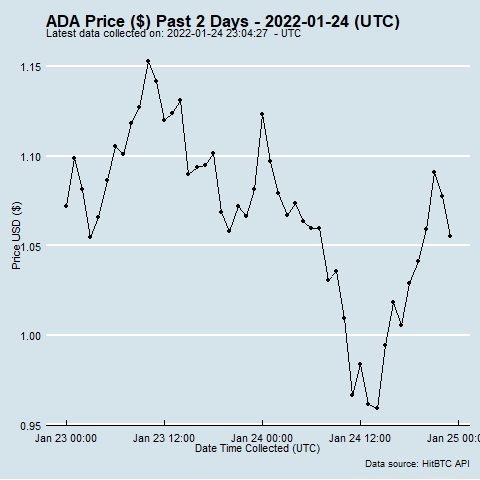 ADA Price ($) Past 2 Days - 2022-01-24 (UTC)
Latest data collected on: 2022-01-24 23:04:27  - UTC
1.15
1.10
1.05
1.00
0.95
Price USD ($)
Jan 23 00:00 Jan 23 12:00 Jan 24 00:00 Jan 24 12:00 Jan 25 00:00
Date Time Collected (UTC)
Data source: HitBTC API